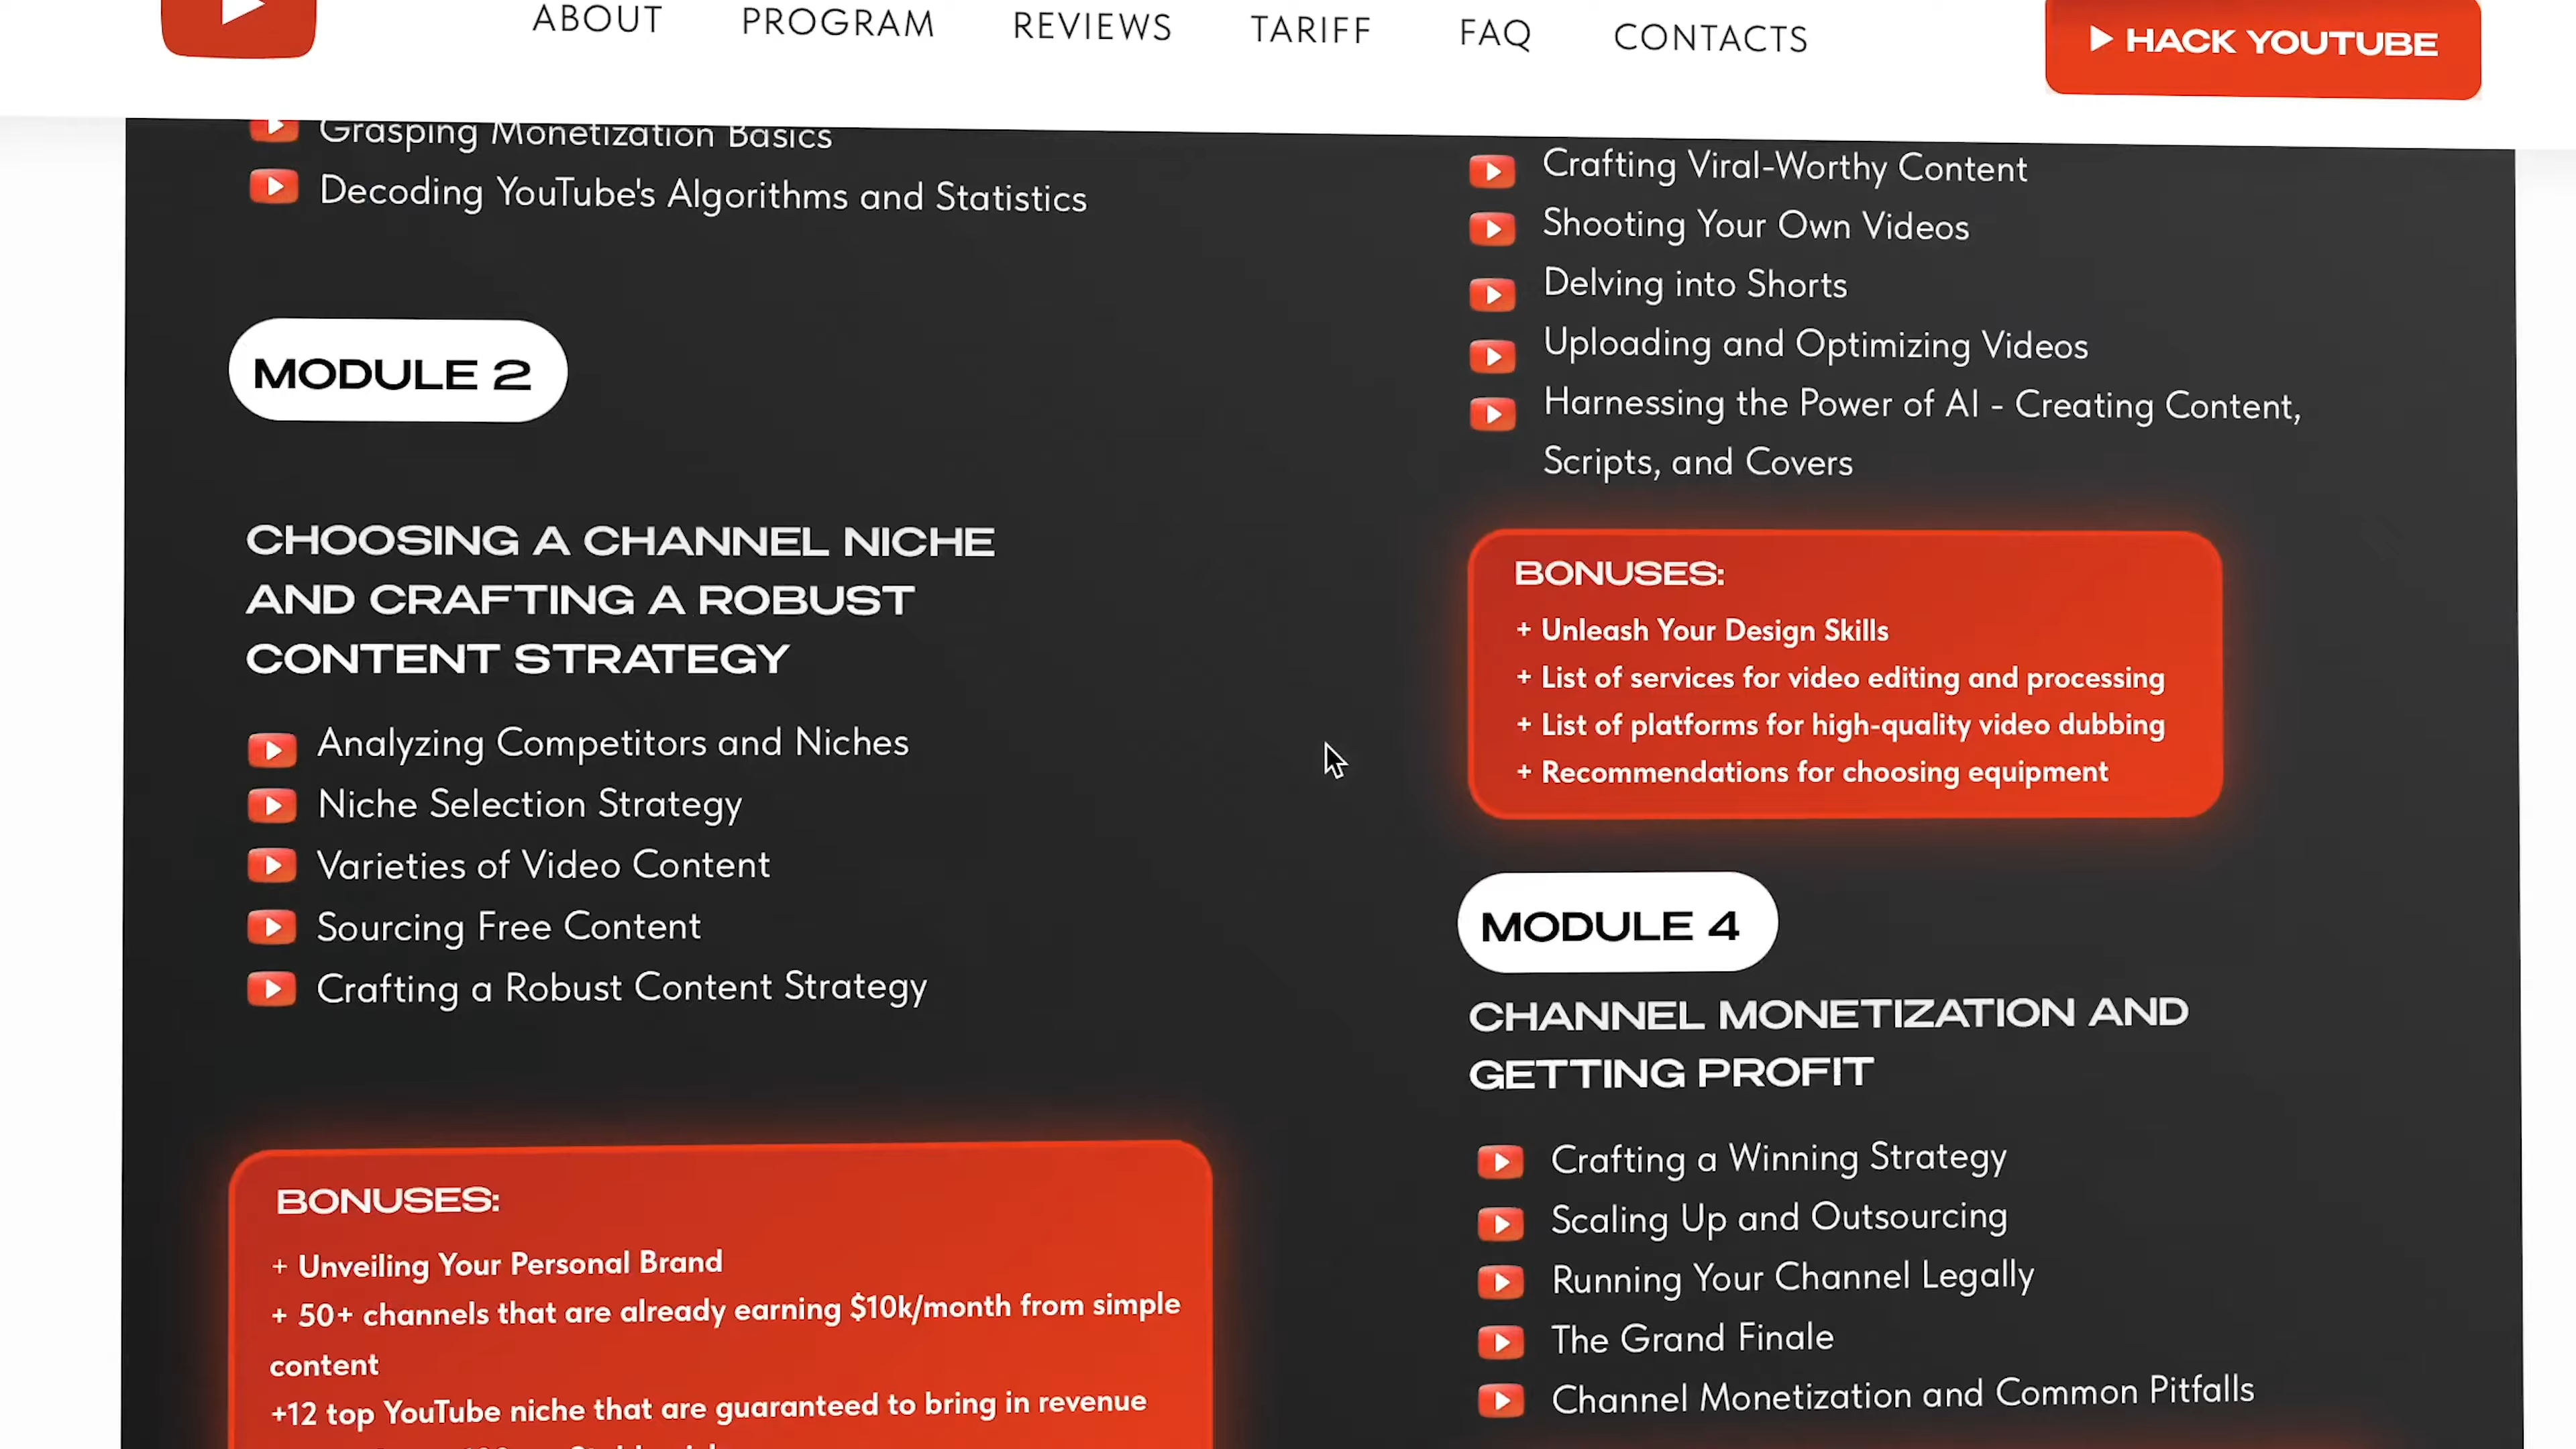 ABOUT PROGRAM REVIEWS TARIFF FAQ CONTACTS
HACK YOUTUBE
Grasping Monetization Basics
Decoding YouTube's Algorithms and Statistics
MODULE 2
CHOOSING A CHANNEL NICHE
AND CRAFTING A ROBUST
CONTENT STRATEGY
Analyzing Competitors and Niches
Niche Selection Strategy
Varieties of Video Content
Sourcing Free Content
Crafting a Robust Content Strategy
BONUSES:
+ Unveiling Your Personal Brand
+ 50+ channels that are already earning $10k/month from simple
content
+12 top YouTube niche that are guaranteed to bring in revenue
Crafting Viral-Worthy Content
Shooting Your Own Videos
Delving into Shorts
Uploading and Optimizing Videos
Harnessing the Power of AI - Creating Content,
Scripts, and Covers
BONUSES:
+ Unleash Your Design Skills
+ List of services for video editing and processing
+ List of platforms for high-quality video dubbing
+ Recommendations for choosing equipment
MODULE 4
CHANNEL MONETIZATION AND
GETTING PROFIT
Crafting a Winning Strategy
Scaling Up and Outsourcing
Running Your Channel Legally
The Grand Finale
Channel Monetization and Common Pitfalls